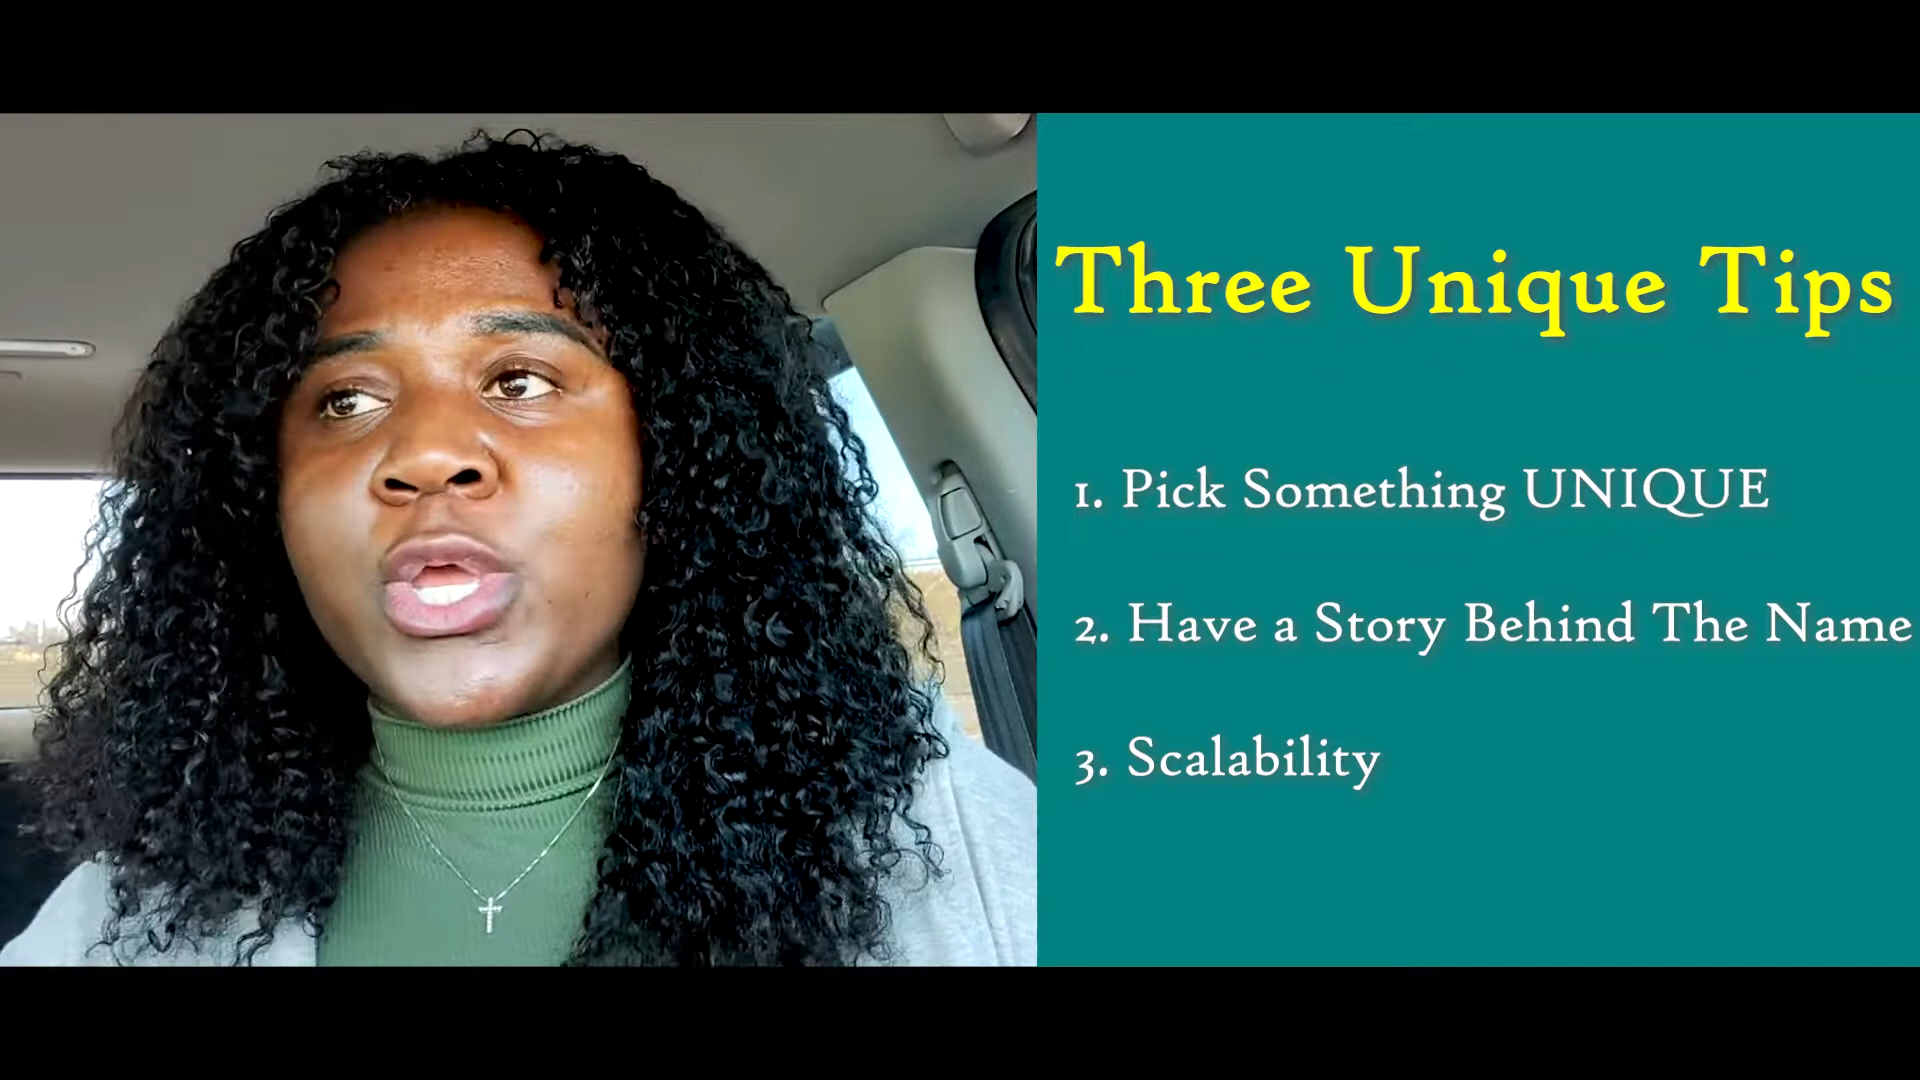 Three Unique Tips
1. Pick Something UNIQUE
2. Have a Story Behind The Name
3. Scalability